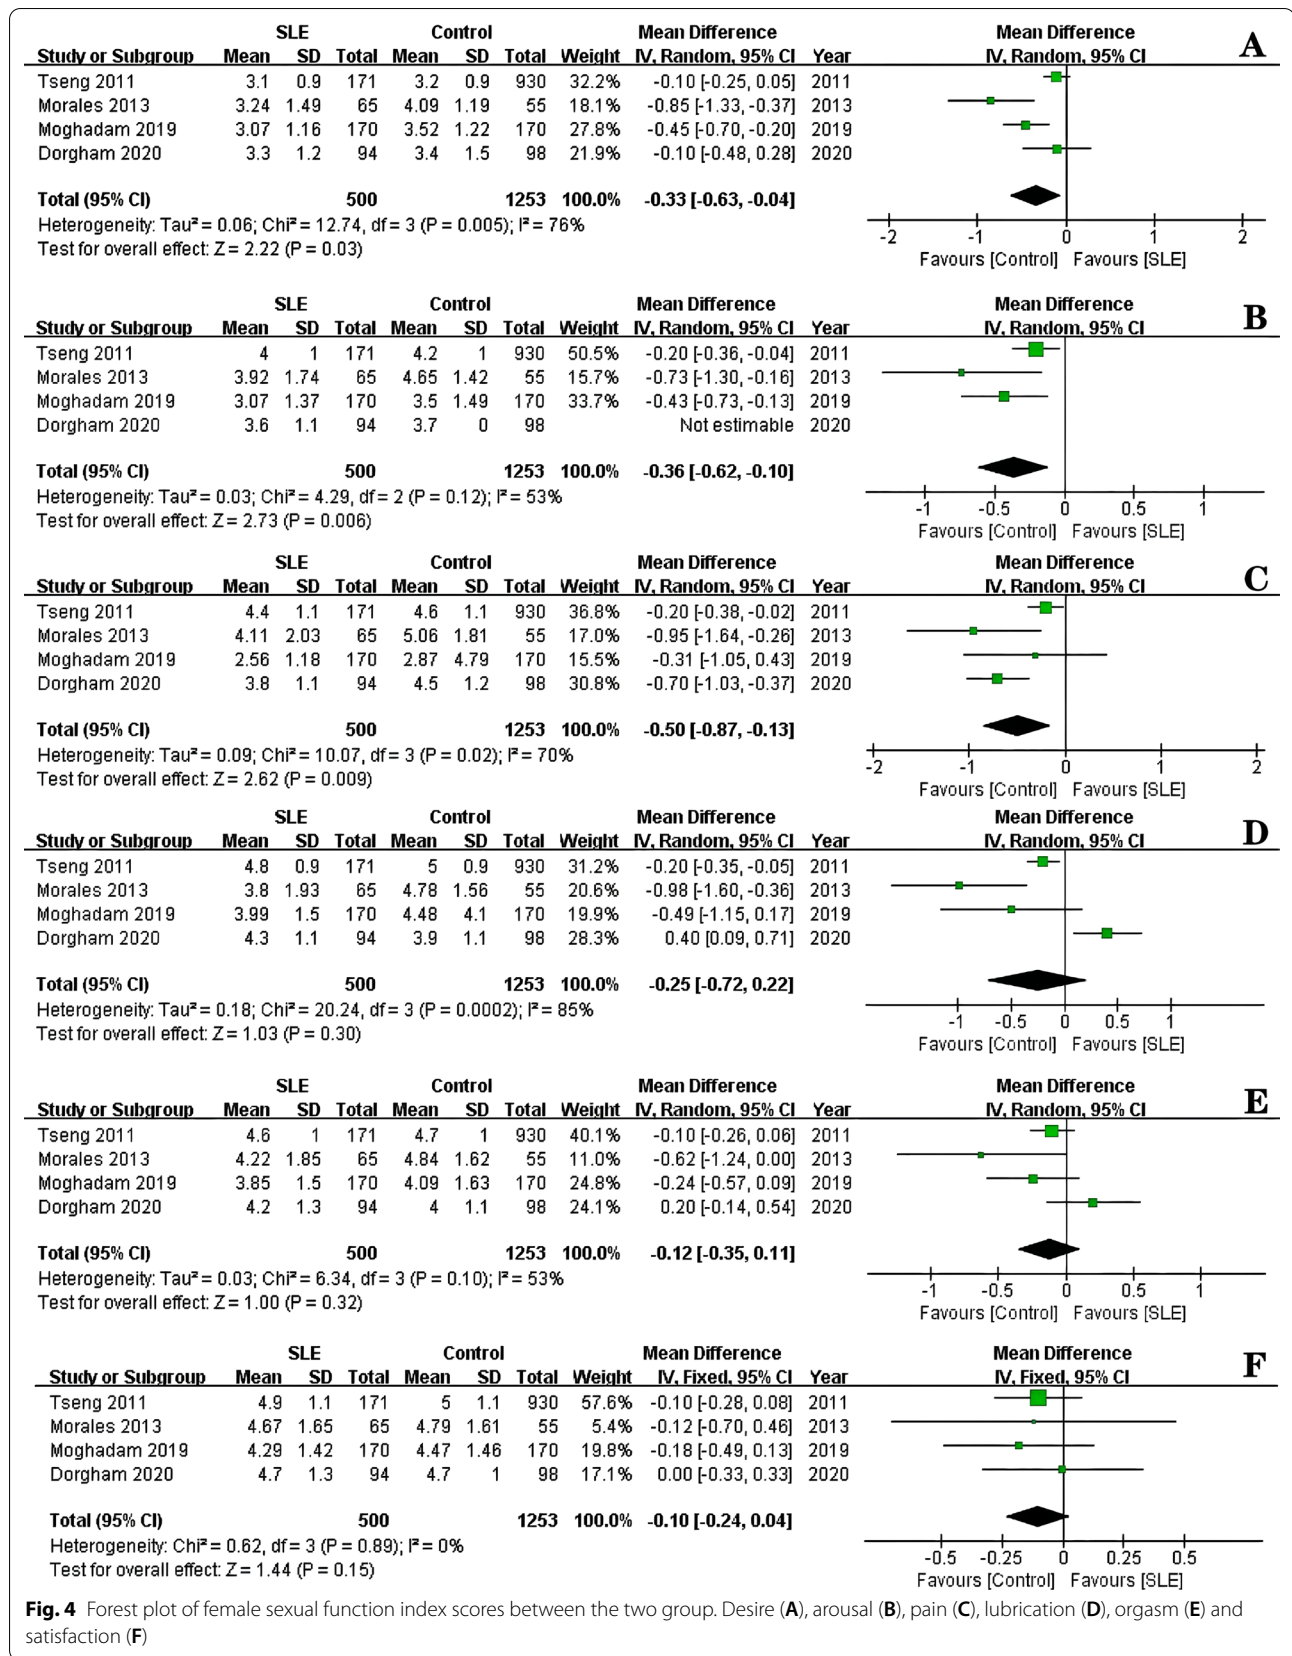 SLE Control Mean Difference Mean Difference A
Study or Subgroup Mean SD Total Mean SD Total Weight IV, Random, 95% CI Year IV, Random, 95% CI
Tseng 2011 3.1 0.9 171 3.2 0.9 930 32.2% -0.10 [-0.25, 0.05] 2011
Morales 2013 3.24 1.49 65 4.09 1.19 55 18.1% -0.85 [-1.33, -0.37] 2013
Moghadam 2019 3.07 1.16 170 3.52 1.22 170 27.8% -0.45 [-0.70, -0.20] 2019
Dorgham 2020 3.3 1.2 94 3.4 1.5 98 21.9% -0.10 [-0.48, 0.28] 2020
Total (95% CI) 500 1253 100.0% -0.33 [-0.63, -0.04]
Heterogeneity: Tau² = 0.06; Chi² = 12.74, df = 3 (P = 0.005); I² = 76%
Test for overall effect: Z = 2.22 (P = 0.03)
-2 -1 0 1 2
Favours [Control] Favours [SLE]
SLE Control Mean Difference Mean Difference B
Study or Subgroup Mean SD Total Mean SD Total Weight IV, Random, 95% CI Year IV, Random, 95% CI
Tseng 2011 4 1 171 4.2 1 930 50.5% -0.20 [-0.36, -0.04] 2011
Morales 2013 3.92 1.74 65 4.65 1.42 55 15.7% -0.73 [-1.30, -0.16] 2013
Moghadam 2019 3.07 1.37 170 3.5 1.49 170 33.7% -0.43 [-0.73, -0.13] 2019
Dorgham 2020 3.6 1.1 94 3.7 0 98 Not estimable 2020
Total (95% CI) 500 1253 100.0% -0.36 [-0.62, -0.10]
Heterogeneity: Tau² = 0.03; Chi² = 4.29, df = 2 (P = 0.12); I² = 53%
Test for overall effect: Z = 2.73 (P = 0.006)
-1 -0.5 0 0.5 1
Favours [Control] Favours [SLE]
SLE Control Mean Difference Mean Difference C
Study or Subgroup Mean SD Total Mean SD Total Weight IV, Random, 95% CI Year IV, Random, 95% CI
Tseng 2011 4.4 1.1 171 4.6 1.1 930 36.8% -0.20 [-0.38, -0.02] 2011
Morales 2013 4.11 2.03 65 5.06 1.81 55 17.0% -0.95 [-1.64, -0.26] 2013
Moghadam 2019 2.56 1.18 170 2.87 4.79 170 15.5% -0.31 [-1.05, 0.43] 2019
Dorgham 2020 3.8 1.1 94 4.5 1.2 98 30.8% -0.70 [-1.03, -0.37] 2020
Total (95% CI) 500 1253 100.0% -0.50 [-0.87, -0.13]
Heterogeneity: Tau² = 0.09; Chi² = 10.07, df = 3 (P = 0.02); I² = 70%
Test for overall effect: Z = 2.62 (P = 0.009)
-2 -1 0 1 2
Favours [Control] Favours [SLE]
SLE Control Mean Difference Mean Difference D
Study or Subgroup Mean SD Total Mean SD Total Weight IV, Random, 95% CI Year IV, Random, 95% CI
Tseng 2011 4.8 0.9 171 5 0.9 930 31.2% -0.20 [-0.35, -0.05] 2011
Morales 2013 3.8 1.93 65 4.78 1.56 55 20.6% -0.98 [-1.60, -0.36] 2013
Moghadam 2019 3.99 1.5 170 4.48 4.1 170 19.9% -0.49 [-1.15, 0.17] 2019
Dorgham 2020 4.3 1.1 94 3.9 1.1 98 28.3% 0.40 [0.09, 0.71] 2020
Total (95% CI) 500 1253 100.0% -0.25 [-0.72, 0.22]
Heterogeneity: Tau² = 0.18; Chi² = 20.24, df = 3 (P = 0.0002); I² = 85%
Test for overall effect: Z = 1.03 (P = 0.30)
-1 -0.5 0 0.5 1
Favours [Control] Favours [SLE]
SLE Control Mean Difference Mean Difference E
Study or Subgroup Mean SD Total Mean SD Total Weight IV, Random, 95% CI Year IV, Random, 95% CI
Tseng 2011 4.6 1 171 4.7 1 930 40.1% -0.10 [-0.26, 0.06] 2011
Morales 2013 4.22 1.85 65 4.84 1.62 55 11.0% -0.62 [-1.24, 0.00] 2013
Moghadam 2019 3.85 1.5 170 4.09 1.63 170 24.8% -0.24 [-0.57, 0.09] 2019
Dorgham 2020 4.2 1.3 94 4 1.1 98 24.1% 0.20 [-0.14, 0.54] 2020
Total (95% CI) 500 1253 100.0% -0.12 [-0.35, 0.11]
Heterogeneity: Tau² = 0.03; Chi² = 6.34, df = 3 (P = 0.10); I² = 53%
Test for overall effect: Z = 1.00 (P = 0.32)
-1 -0.5 0 0.5 1
Favours [Control] Favours [SLE]
SLE Control Mean Difference Mean Difference F
Study or Subgroup Mean SD Total Mean SD Total Weight IV, Fixed, 95% CI Year IV, Fixed, 95% CI
Tseng 2011 4.9 1.1 171 5 1.1 930 57.6% -0.10 [-0.28, 0.08] 2011
Morales 2013 4.67 1.65 65 4.79 1.61 55 5.4% -0.12 [-0.70, 0.46] 2013
Moghadam 2019 4.29 1.42 170 4.47 1.46 170 19.8% -0.18 [-0.49, 0.13] 2019
Dorgham 2020 4.7 1.3 94 4.7 1 98 17.1% 0.00 [-0.33, 0.33] 2020
Total (95% CI) 500 1253 100.0% -0.10 [-0.24, 0.04]
Heterogeneity: Chi² = 0.62, df = 3 (P = 0.89); I² = 0%
Test for overall effect: Z = 1.44 (P = 0.15)
-0.5 -0.25 0 0.25 0.5
Favours [Control] Favours [SLE]
Fig. 4 Forest plot of female sexual function index scores between the two group. Desire (A), arousal (B), pain (C), lubrication (D), orgasm (E) and
satisfaction (F)